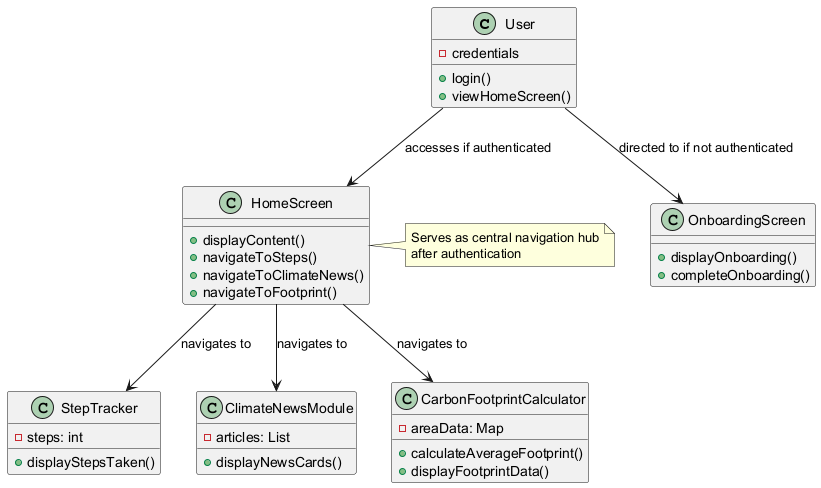 C User
credentials
login()
viewHomeScreen()
accesses if authenticated
directed to if not authenticated
C HomeScreen
displayContent()
navigateToSteps()
navigateToClimateNews()
navigateToFootprint()
Serves as central navigation hub
after authentication
C OnboardingScreen
displayOnboarding()
completeOnboarding()
navigates to
navigates to
navigates to
C StepTracker
steps: int
displayStepsTaken()
C ClimateNewsModule
articles: List
displayNewsCards()
C CarbonFootprintCalculator
areaData: Map
calculateAverageFootprint()
displayFootprintData()